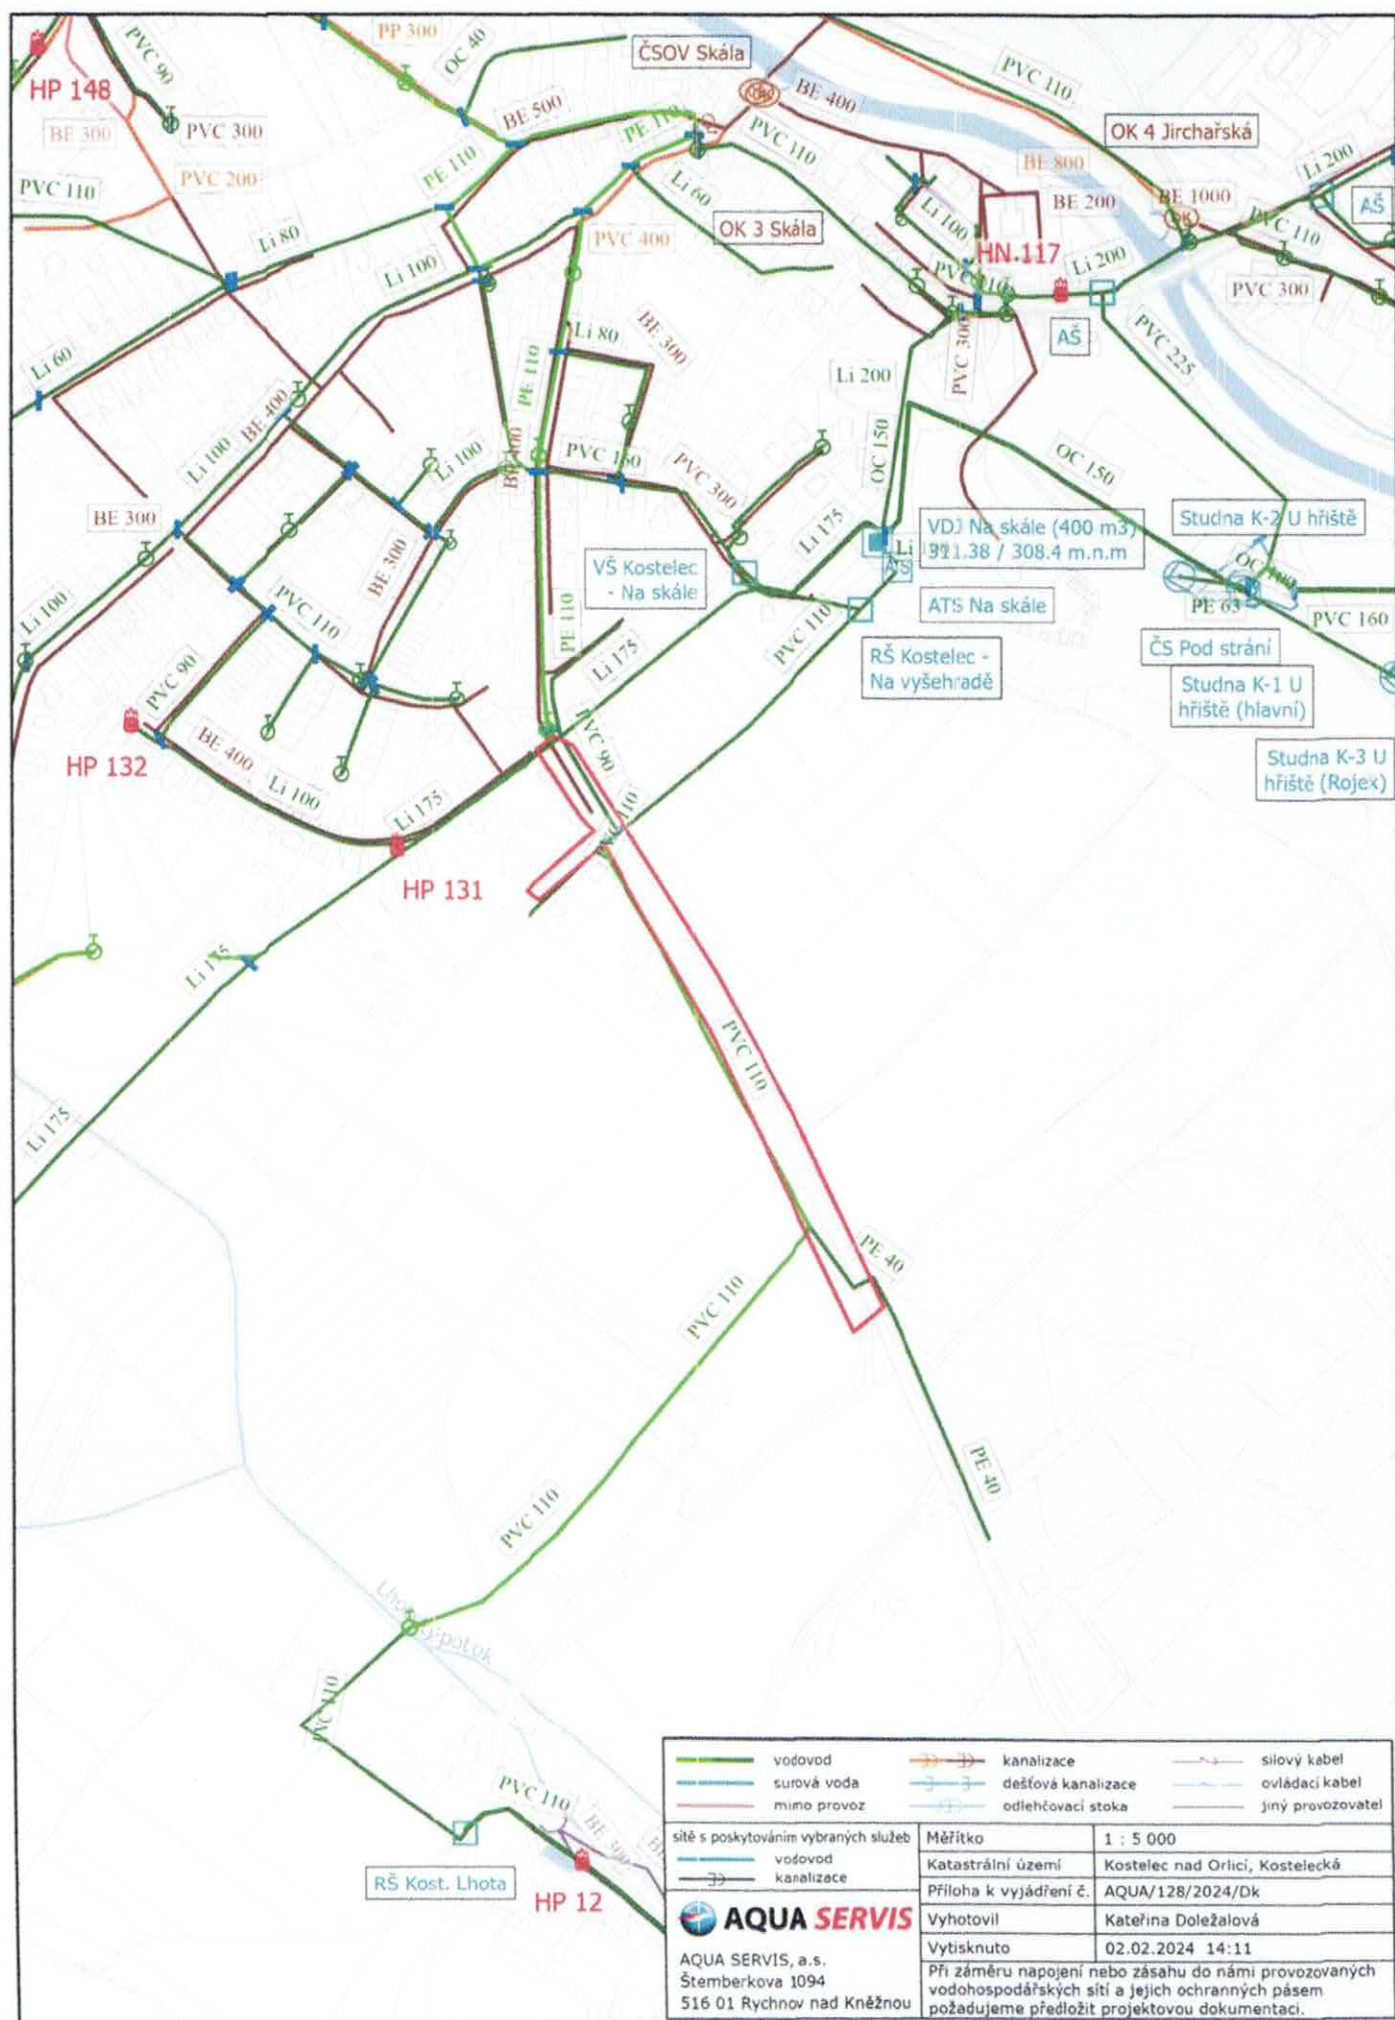 PP 300
OC 40
ČSOV Skála
PVC 90
HP 148
BE 300
PVC 300
BE 500
PE 110
BE 400
PVC 110
PVC 110
OK 4 Jirchařská
PVC 110
PVC 200
PE 110
Li 60
BE 800
BE 200
BE 1000
Li 200
AŠ
Li 80
PVC 400
OK 3 Skála
Li 100
HN 117
Li 200
PVC 110
Li 100
PVC 300
AŠ
Li 60
Li 80
BE 300
PE 110
Li 200
PVC 300
PVC 225
BE 400
Li 100
Li 100
PVC 160
PVC 300
OC 150
OC 150
BE 300
BE 300
Li 175
VDJ Na skále (400 m3)
311.38 / 308.4 m.n.m
ATS
Studna K-2 U hřiště
VŠ Kostelec
- Na skále
ATS Na skále
PE 63
PVC 160
Li 100
PVC 110
PE 110
Li 175
PVC 110
RŠ Kostelec -
Na vyšehradě
ČS Pod strání
Studna K-1 U
hřiště (hlavní)
Studna K-3 U
hřiště (Rojek)
PVC 90
HP 132
BE 400
Li 100
Li 175
PVC 90
PVC 110
HP 131
Li 175
PVC 110
Li 175
PE 40
PVC 110
PE 40
PVC 110
Lhotský potok
PVC 110
PVC 110
BE 300
RŠ Kost. Lhota
HP 12
vodovod
kanalizace
silový kabel
surová voda
dešťová kanalizace
ovládací kabel
mimo provoz
odlehčovací stoka
jiný provozovatel
sítě s poskytováním vybraných služeb
vodovod
kanalizace
Měřítko 1 : 5 000
Katastrální území Kostelec nad Orlicí, Kostelecká
Příloha k vyjádření č. AQUA/128/2024/Dk
Vyhotovil Kateřina Doležalová
Vytisknuto 02.02.2024 14:11
AQUA SERVIS
AQUA SERVIS, a.s.
Štemberkova 1094
516 01 Rychnov nad Kněžnou
Při záměru napojení nebo zásahu do námi provozovaných
vodohospodářských sítí a jejich ochranných pásem
požadujeme předložit projektovou dokumentaci.